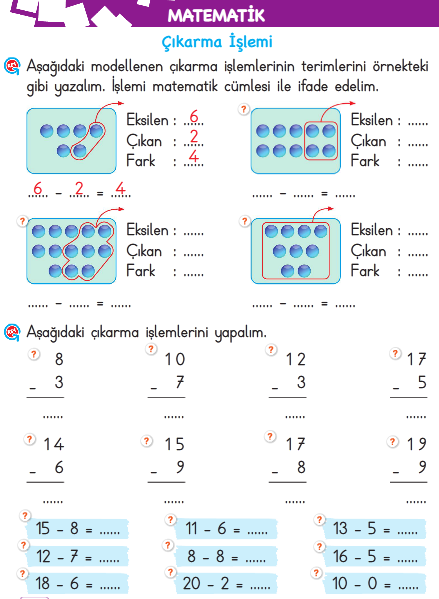 MATEMATİK
Çıkarma İşlemi
Aşağıdaki modellenen çıkarma işlemlerinin terimlerini örnekteki
gibi yazalım. İşlemi matematik cümlesi ile ifade edelim.
Eksilen : 6
Çıkan : 2
Fark : 4
6 - 2 = 4
? Eksilen : ......
Çıkan : ......
Fark : ......
...... - ...... = ......
? Eksilen : ......
Çıkan : ......
Fark : ......
...... - ...... = ......
? Eksilen : ......
Çıkan : ......
Fark : ......
...... - ...... = ......
Aşağıdaki çıkarma işlemlerini yapalım.
? 8 ? 10 ? 12 ? 17
- 3 - 7 - 3 - 5
...... ...... ...... ......
? 14 ? 15 ? 17 ? 19
- 6 - 9 - 8 - 9
...... ...... ...... ......
? 15 - 8 = ...... ? 11 - 6 = ...... ? 13 - 5 = ......
? 12 - 7 = ...... ? 8 - 8 = ...... ? 16 - 5 = ......
? 18 - 6 = ...... ? 20 - 2 = ...... ? 10 - 0 = ......